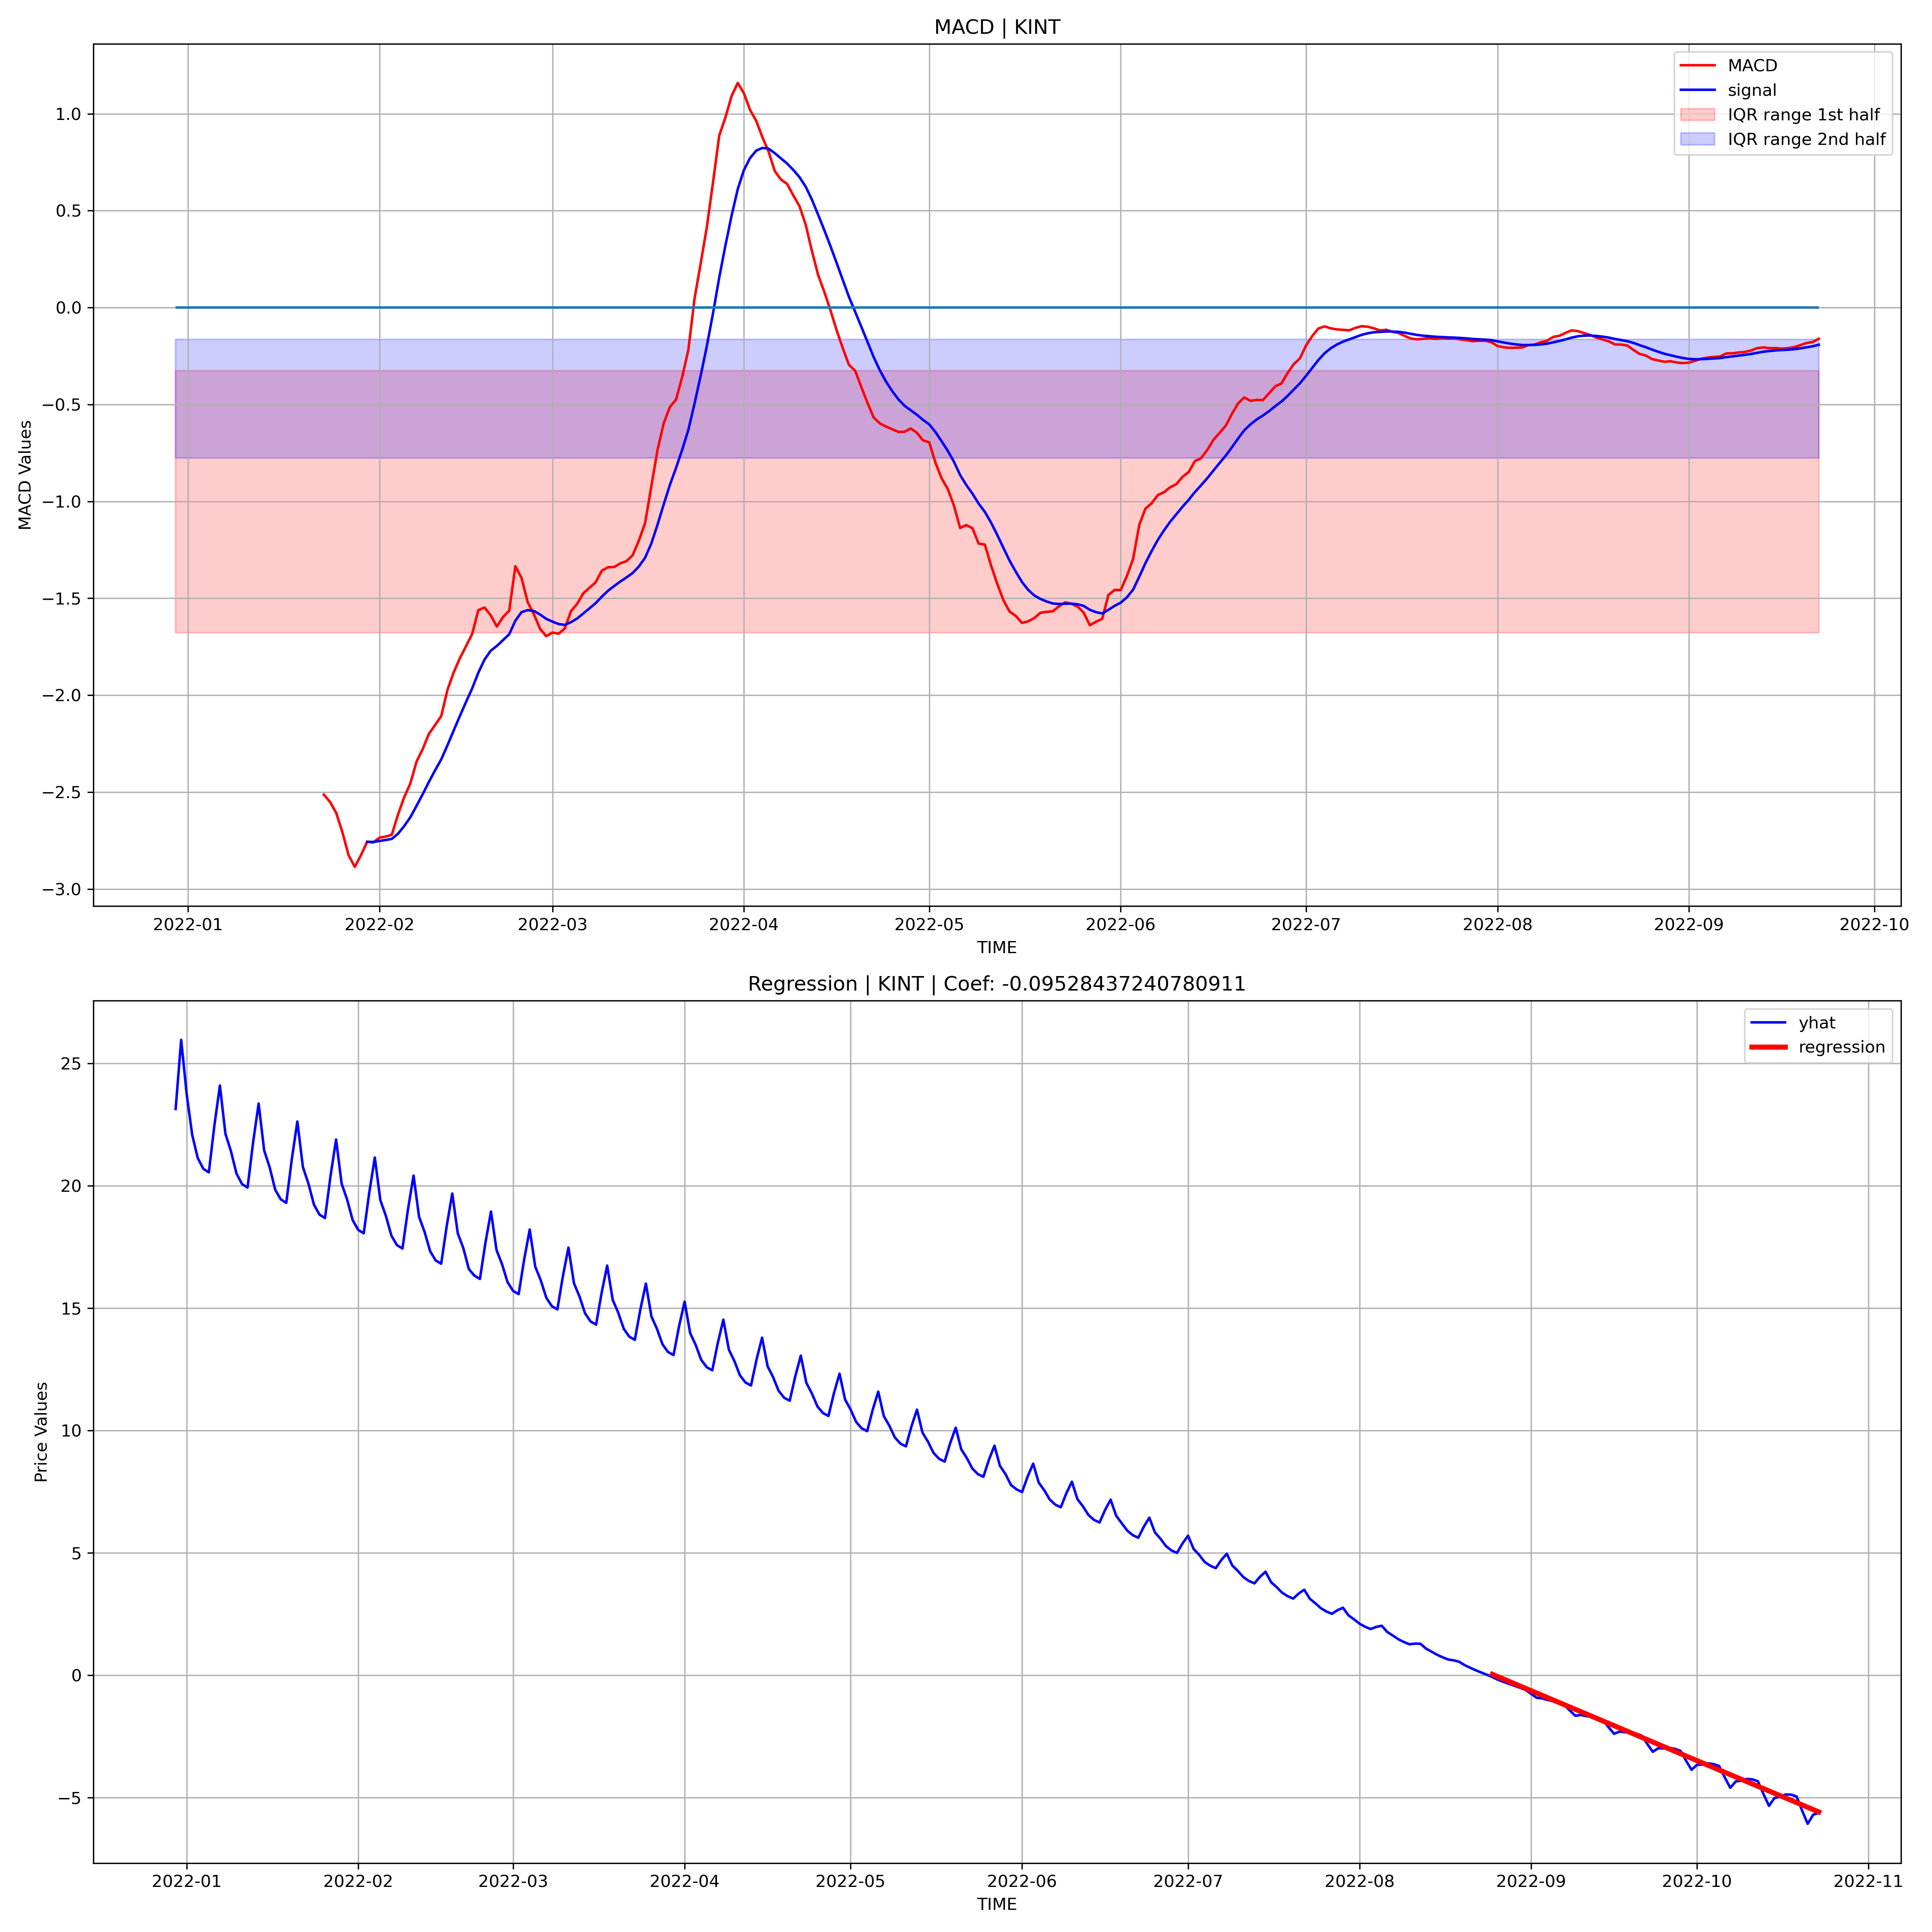 MACD | KINT
MACD
signal
IQR range 1st half
IQR range 2nd half
1.0
0.5
0.0
−0.5
−1.0
−1.5
−2.0
−2.5
−3.0
MACD Values
2022-01 2022-02 2022-03 2022-04 2022-05 2022-06 2022-07 2022-08 2022-09 2022-10
TIME
Regression | KINT | Coef: -0.09528437240780911
yhat
regression
25
20
15
10
5
0
−5
Price Values
2022-01 2022-02 2022-03 2022-04 2022-05 2022-06 2022-07 2022-08 2022-09 2022-10 2022-11
TIME